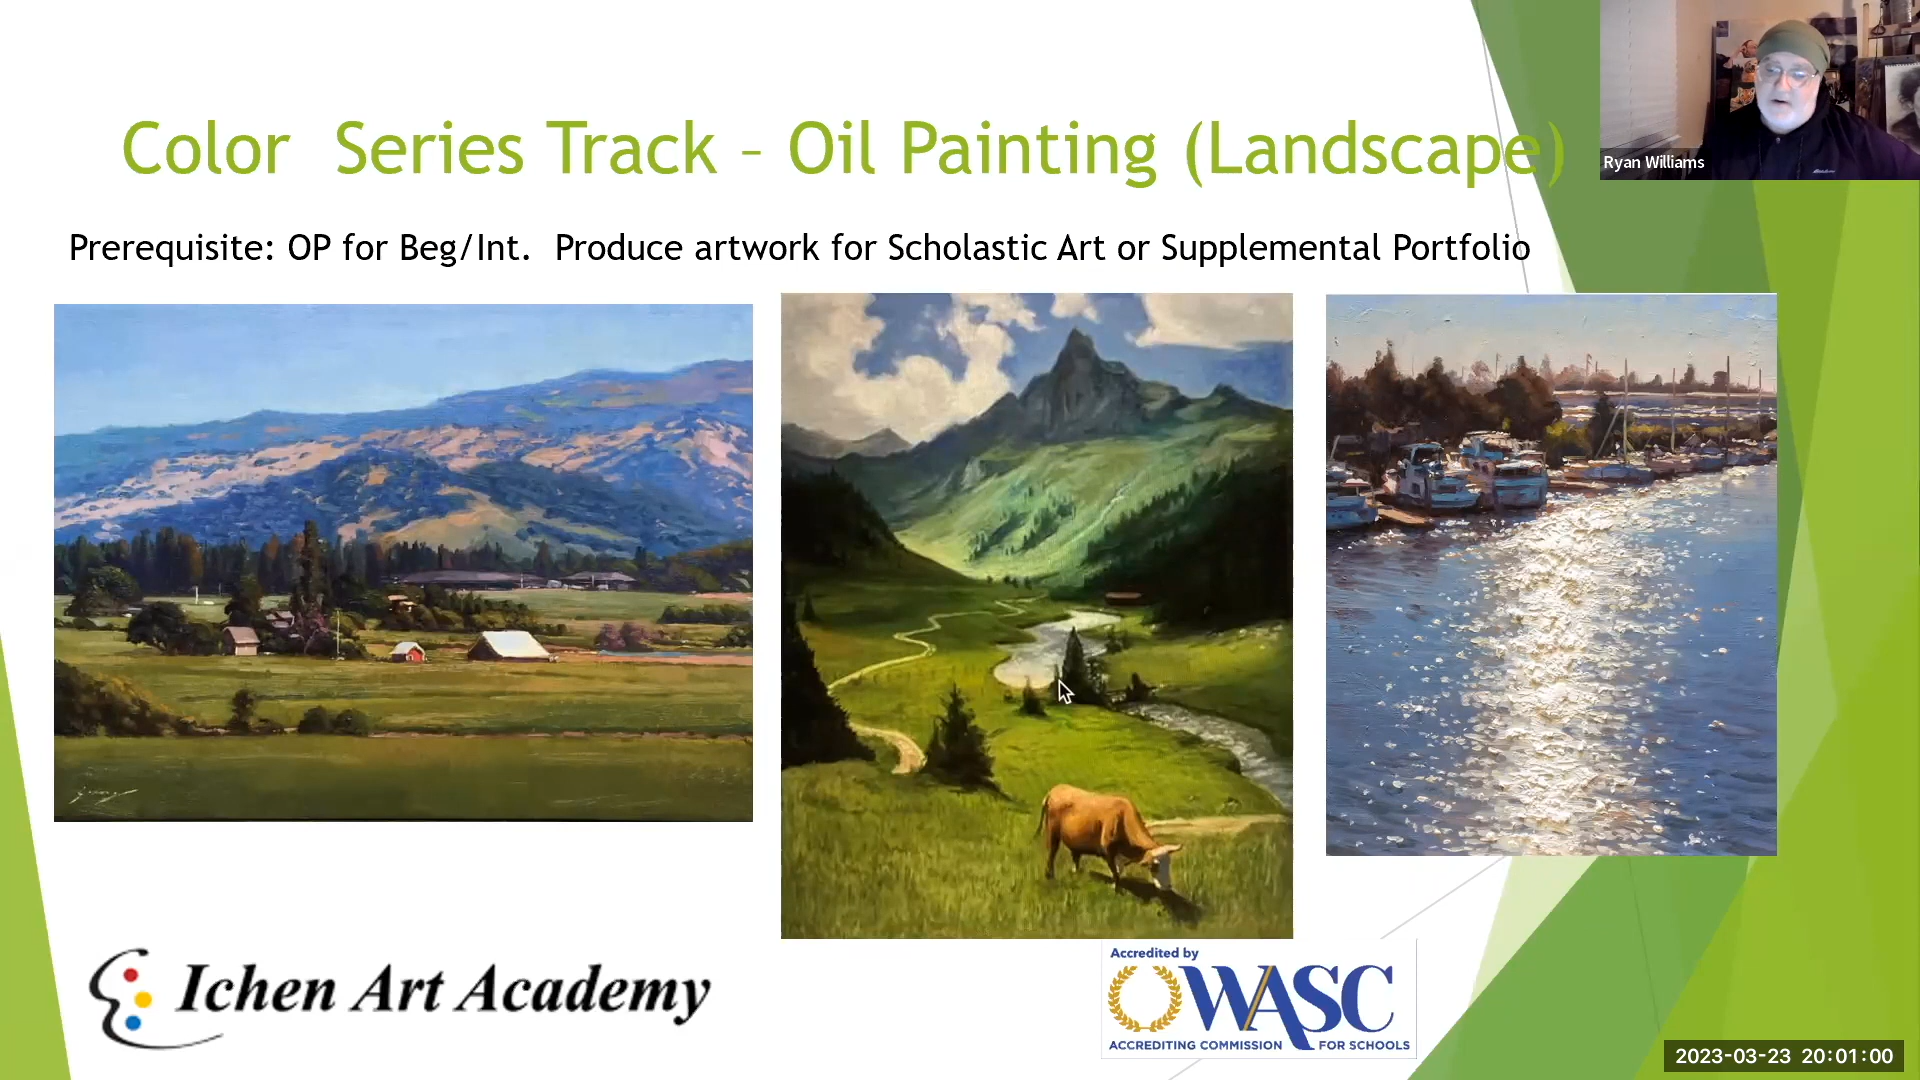 Color  Series Track – Oil Painting (Landscape)
Ryan Williams
Prerequisite: OP for Beg/Int.  Produce artwork for Scholastic Art or Supplemental Portfolio
Ichen Art Academy
Accredited by
WASC
ACCREDITING COMMISSION FOR SCHOOLS
2023-03-23 20:01:00